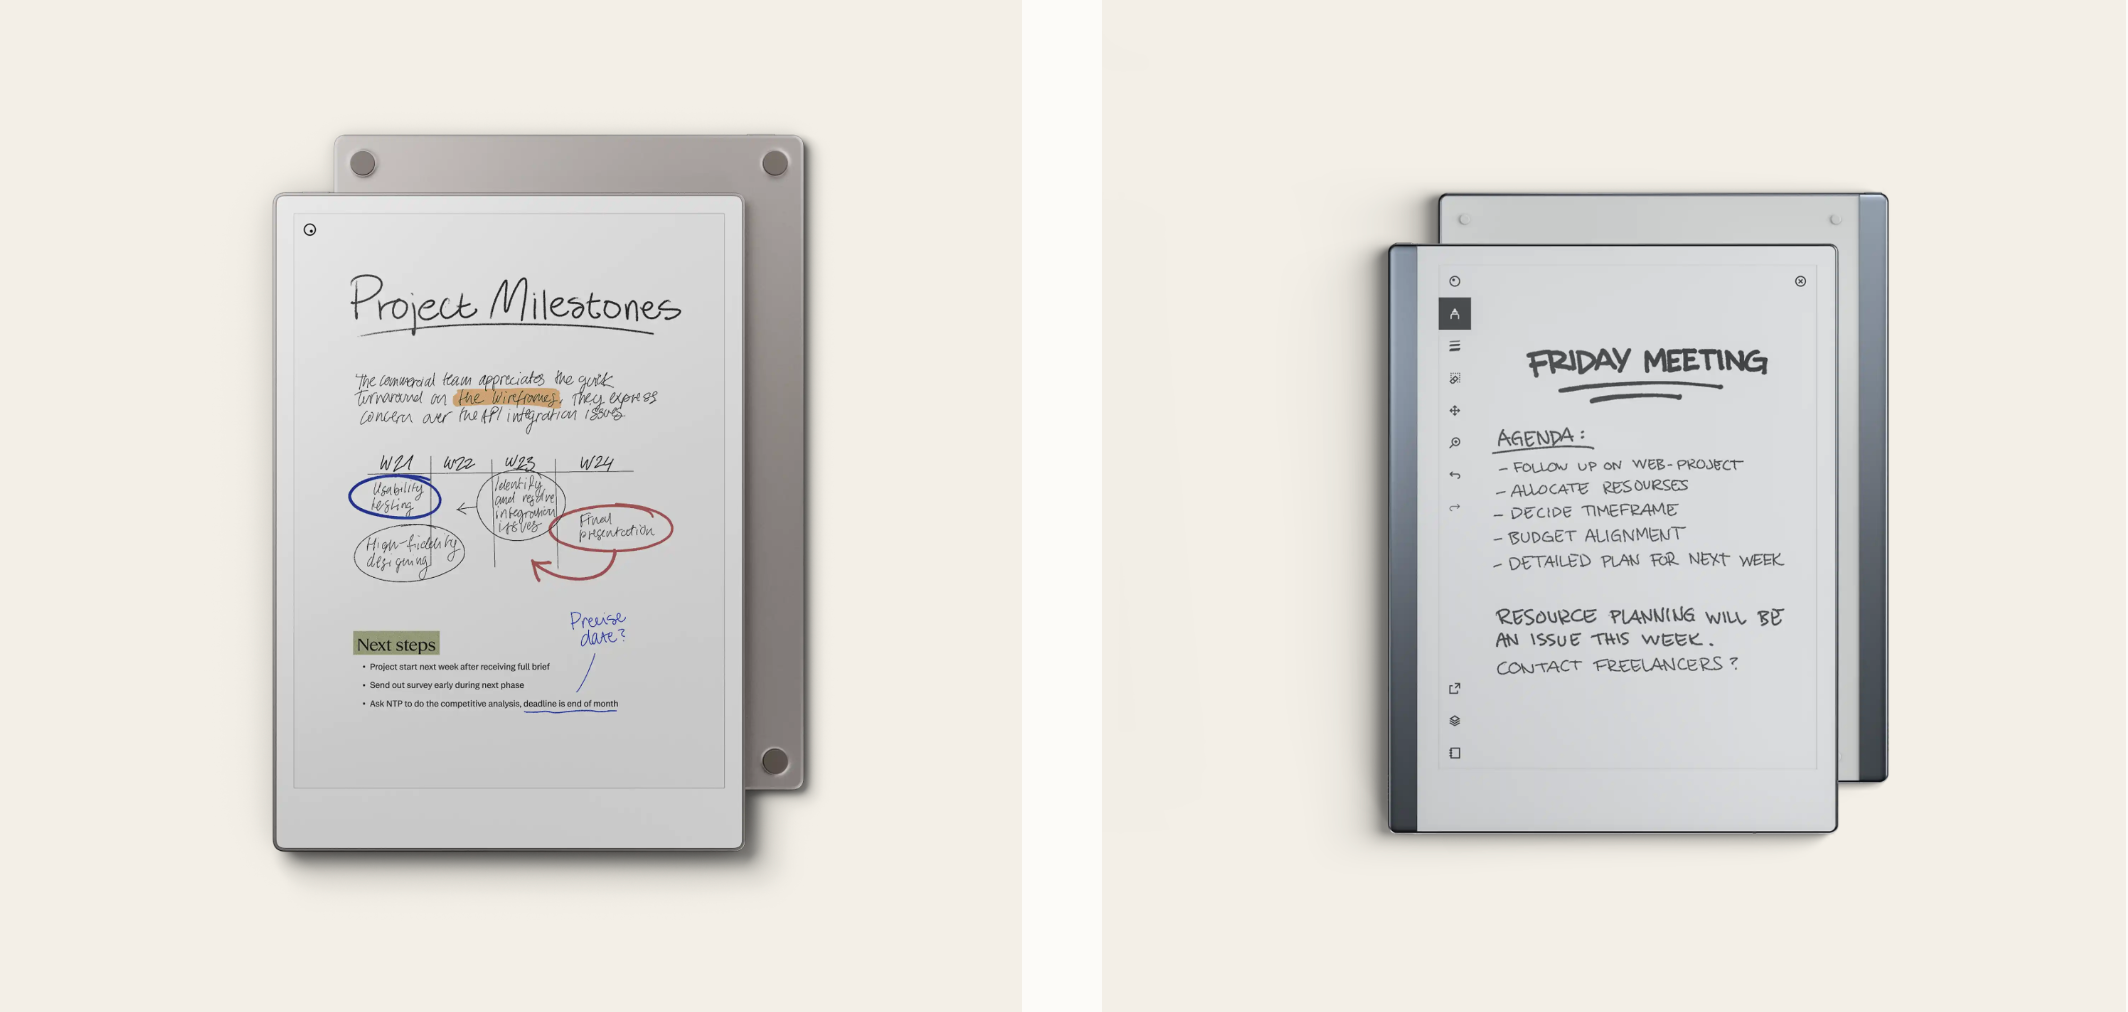 Project Milestones
The commercial team appreciates the quick
turnaround on the wireframes, They express
concern over the API integration issues
W21 W22 W23 W24
Usability
testing
Identify
and resolve
integration
issues
Final
presentation
High-fidelity
designing
Precise
date?
Next steps
• Project start next week after receiving full brief
• Send out survey early during next phase
• Ask NTP to do the competitive analysis, deadline is end of month
FRIDAY MEETING
AGENDA:
- FOLLOW UP ON WEB-PROJECT
- ALLOCATE RESOURSES
- DECIDE TIMEFRAME
- BUDGET ALIGNMENT
- DETAILED PLAN FOR NEXT WEEK
RESOURCE PLANNING WILL BE
AN ISSUE THIS WEEK.
CONTACT FREELANCERS?